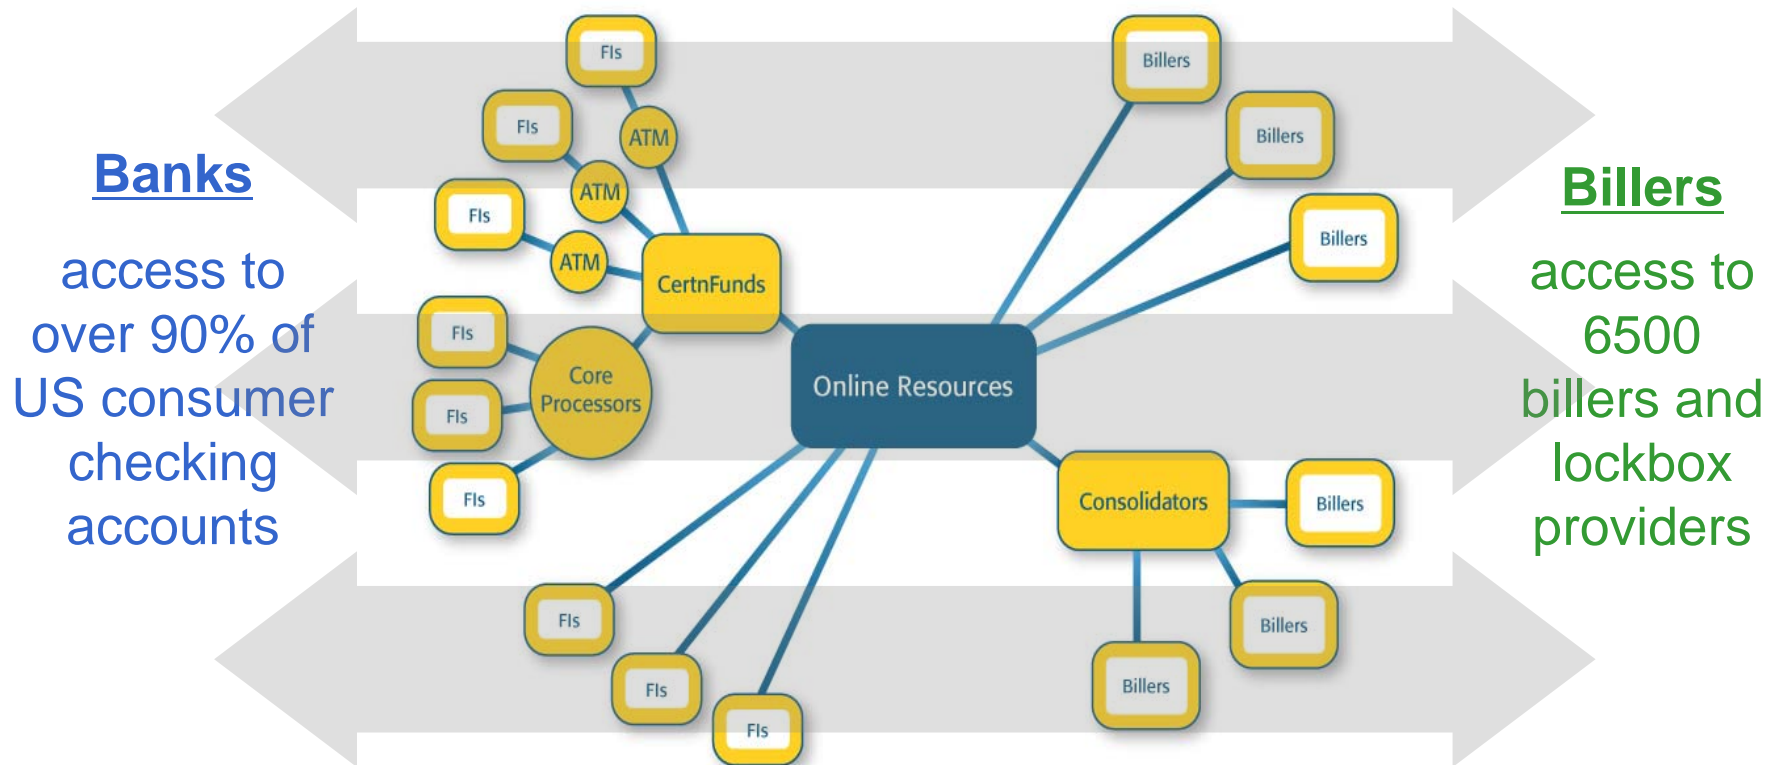 Banks
access to
over 90% of
US consumer
checking
accounts
FIs
FIs
FIs
ATM
ATM
ATM
CertnFunds
FIs
FIs
FIs
Core
Processors
Online Resources
FIs
FIs
FIs
Billers
Billers
Billers
Consolidators
Billers
Billers
Billers
Billers
access to
6500
billers and
lockbox
providers